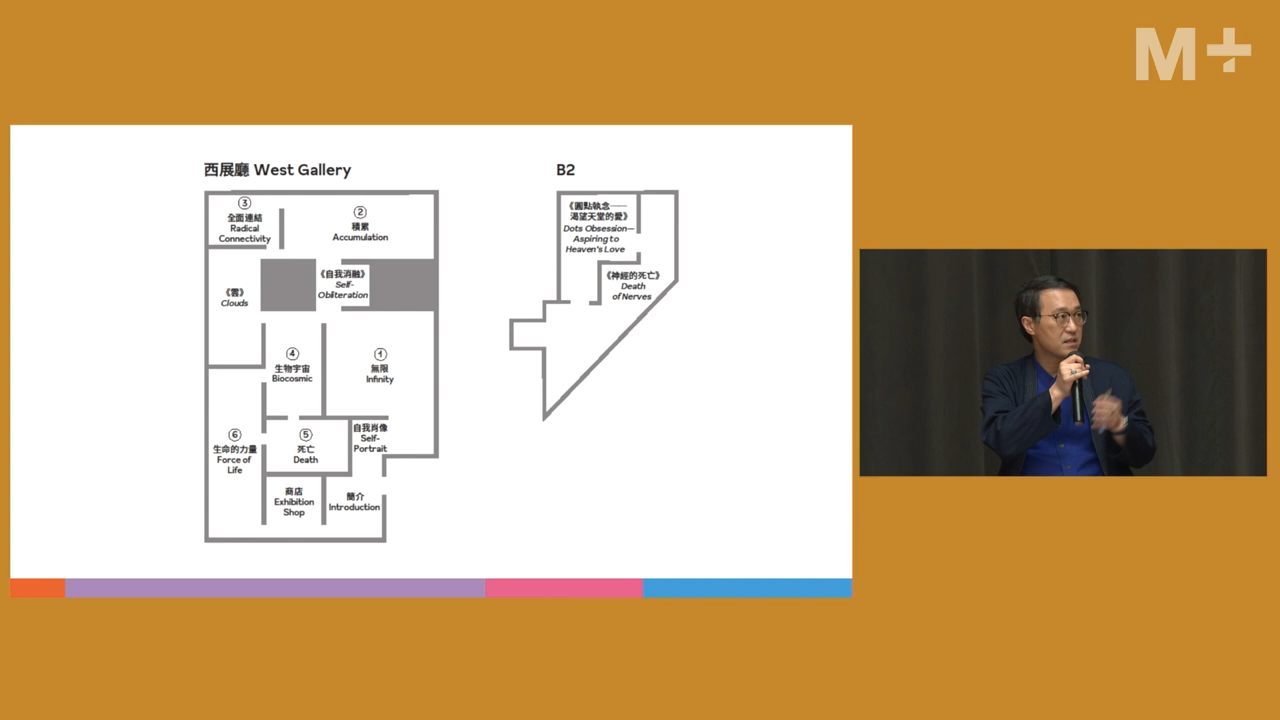 M+
西展廳 West Gallery
③
全面連結
Radical
Connectivity
②
積累
Accumulation
《自我消融》
Self-
Obliteration
《雲》
Clouds
④
生物宇宙
Biocosmic
①
無限
Infinity
⑥
生命的力量
Force of
Life
⑤
死亡
Death
自我肖像
Self-
Portrait
商店
Exhibition
Shop
簡介
Introduction
B2
《圓點執念——
渴望天堂的愛》
Dots Obsession—
Aspiring to
Heaven's Love
《神經的死亡》
Death
of Nerves